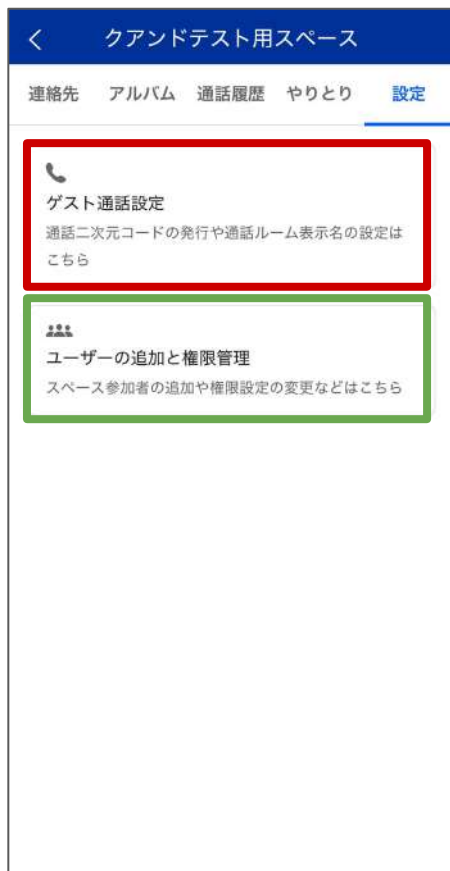 クアンドテスト用スペース
連絡先 アルバム 通話履歴 やりとり 設定
ゲスト通話設定
通話二次元コードの発行や通話ルーム表示名の設定は
こちら
ユーザーの追加と権限管理
スペース参加者の追加や権限設定の変更などはこちら